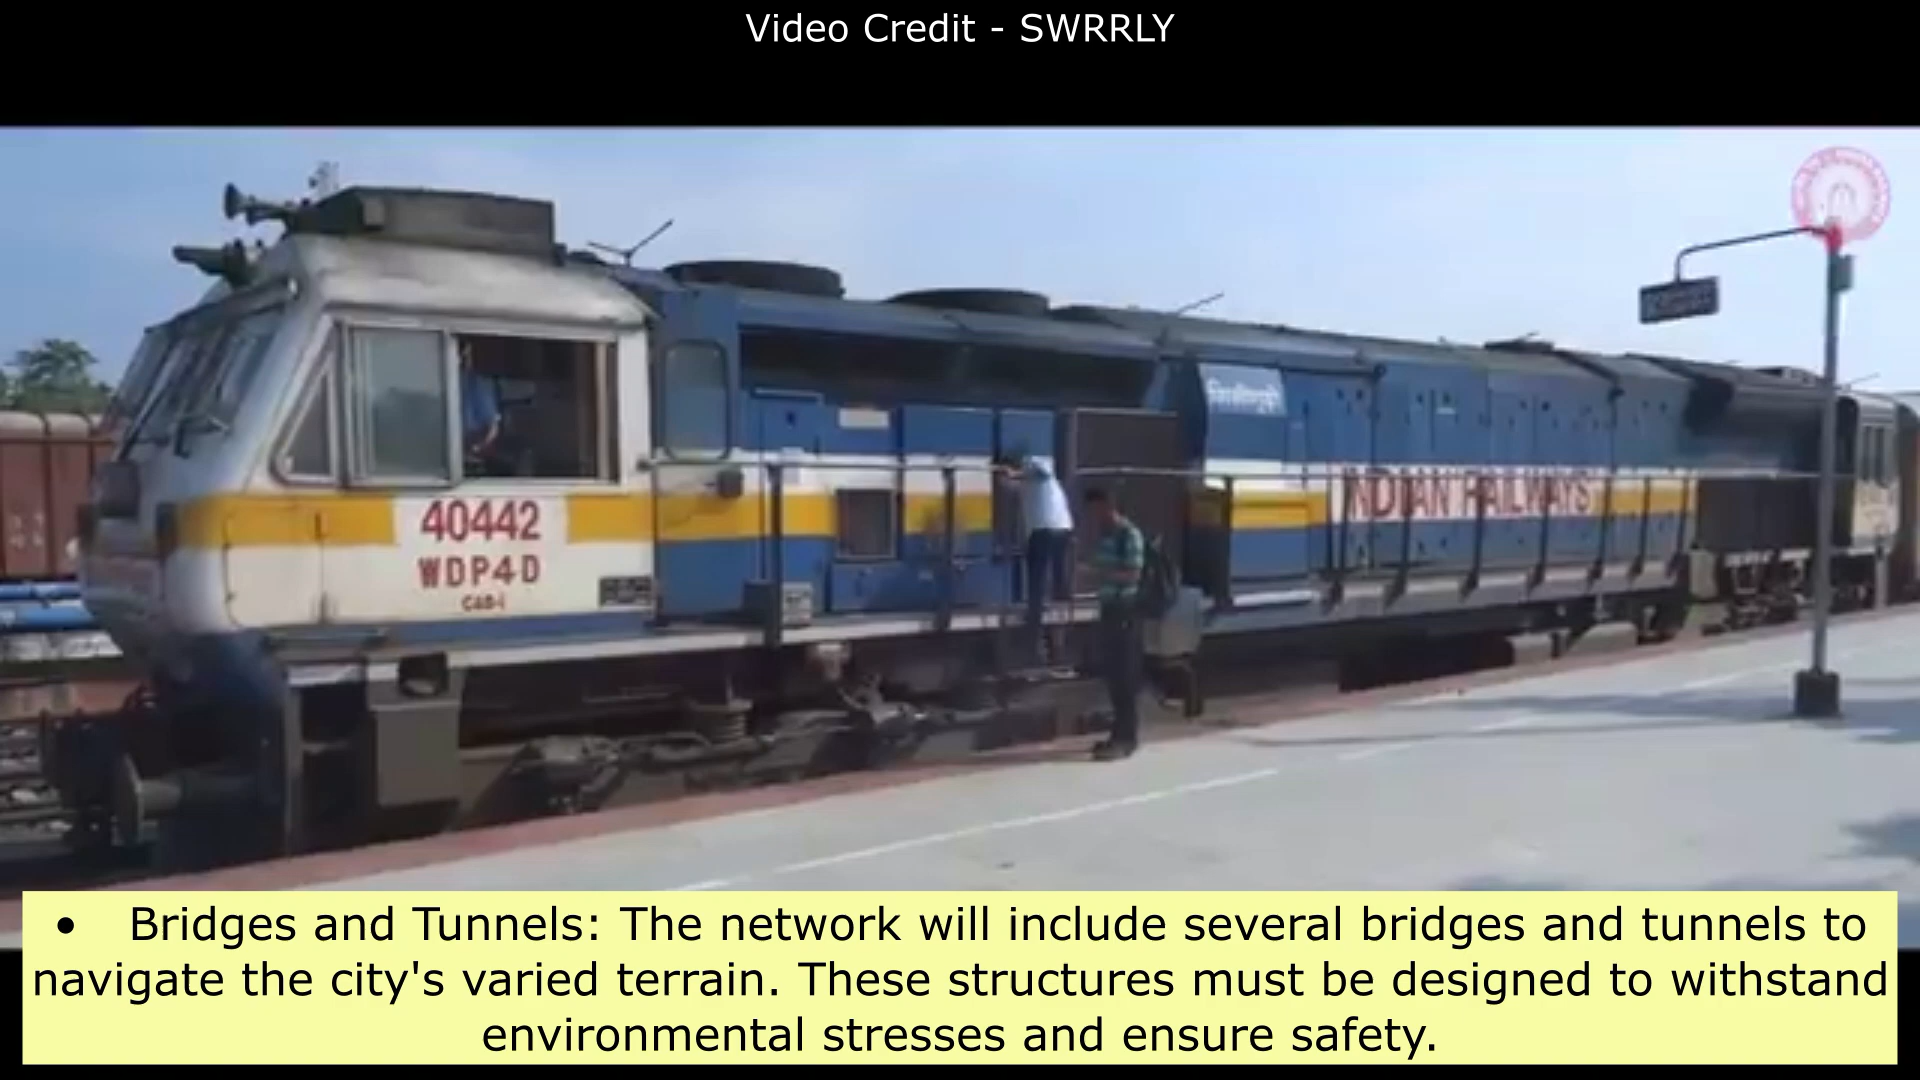 Video Credit - SWRRLY
40442
WDP4D
CAB-1
INDIAN RAILWAYS
• Bridges and Tunnels: The network will include several bridges and tunnels to
navigate the city's varied terrain. These structures must be designed to withstand
environmental stresses and ensure safety.